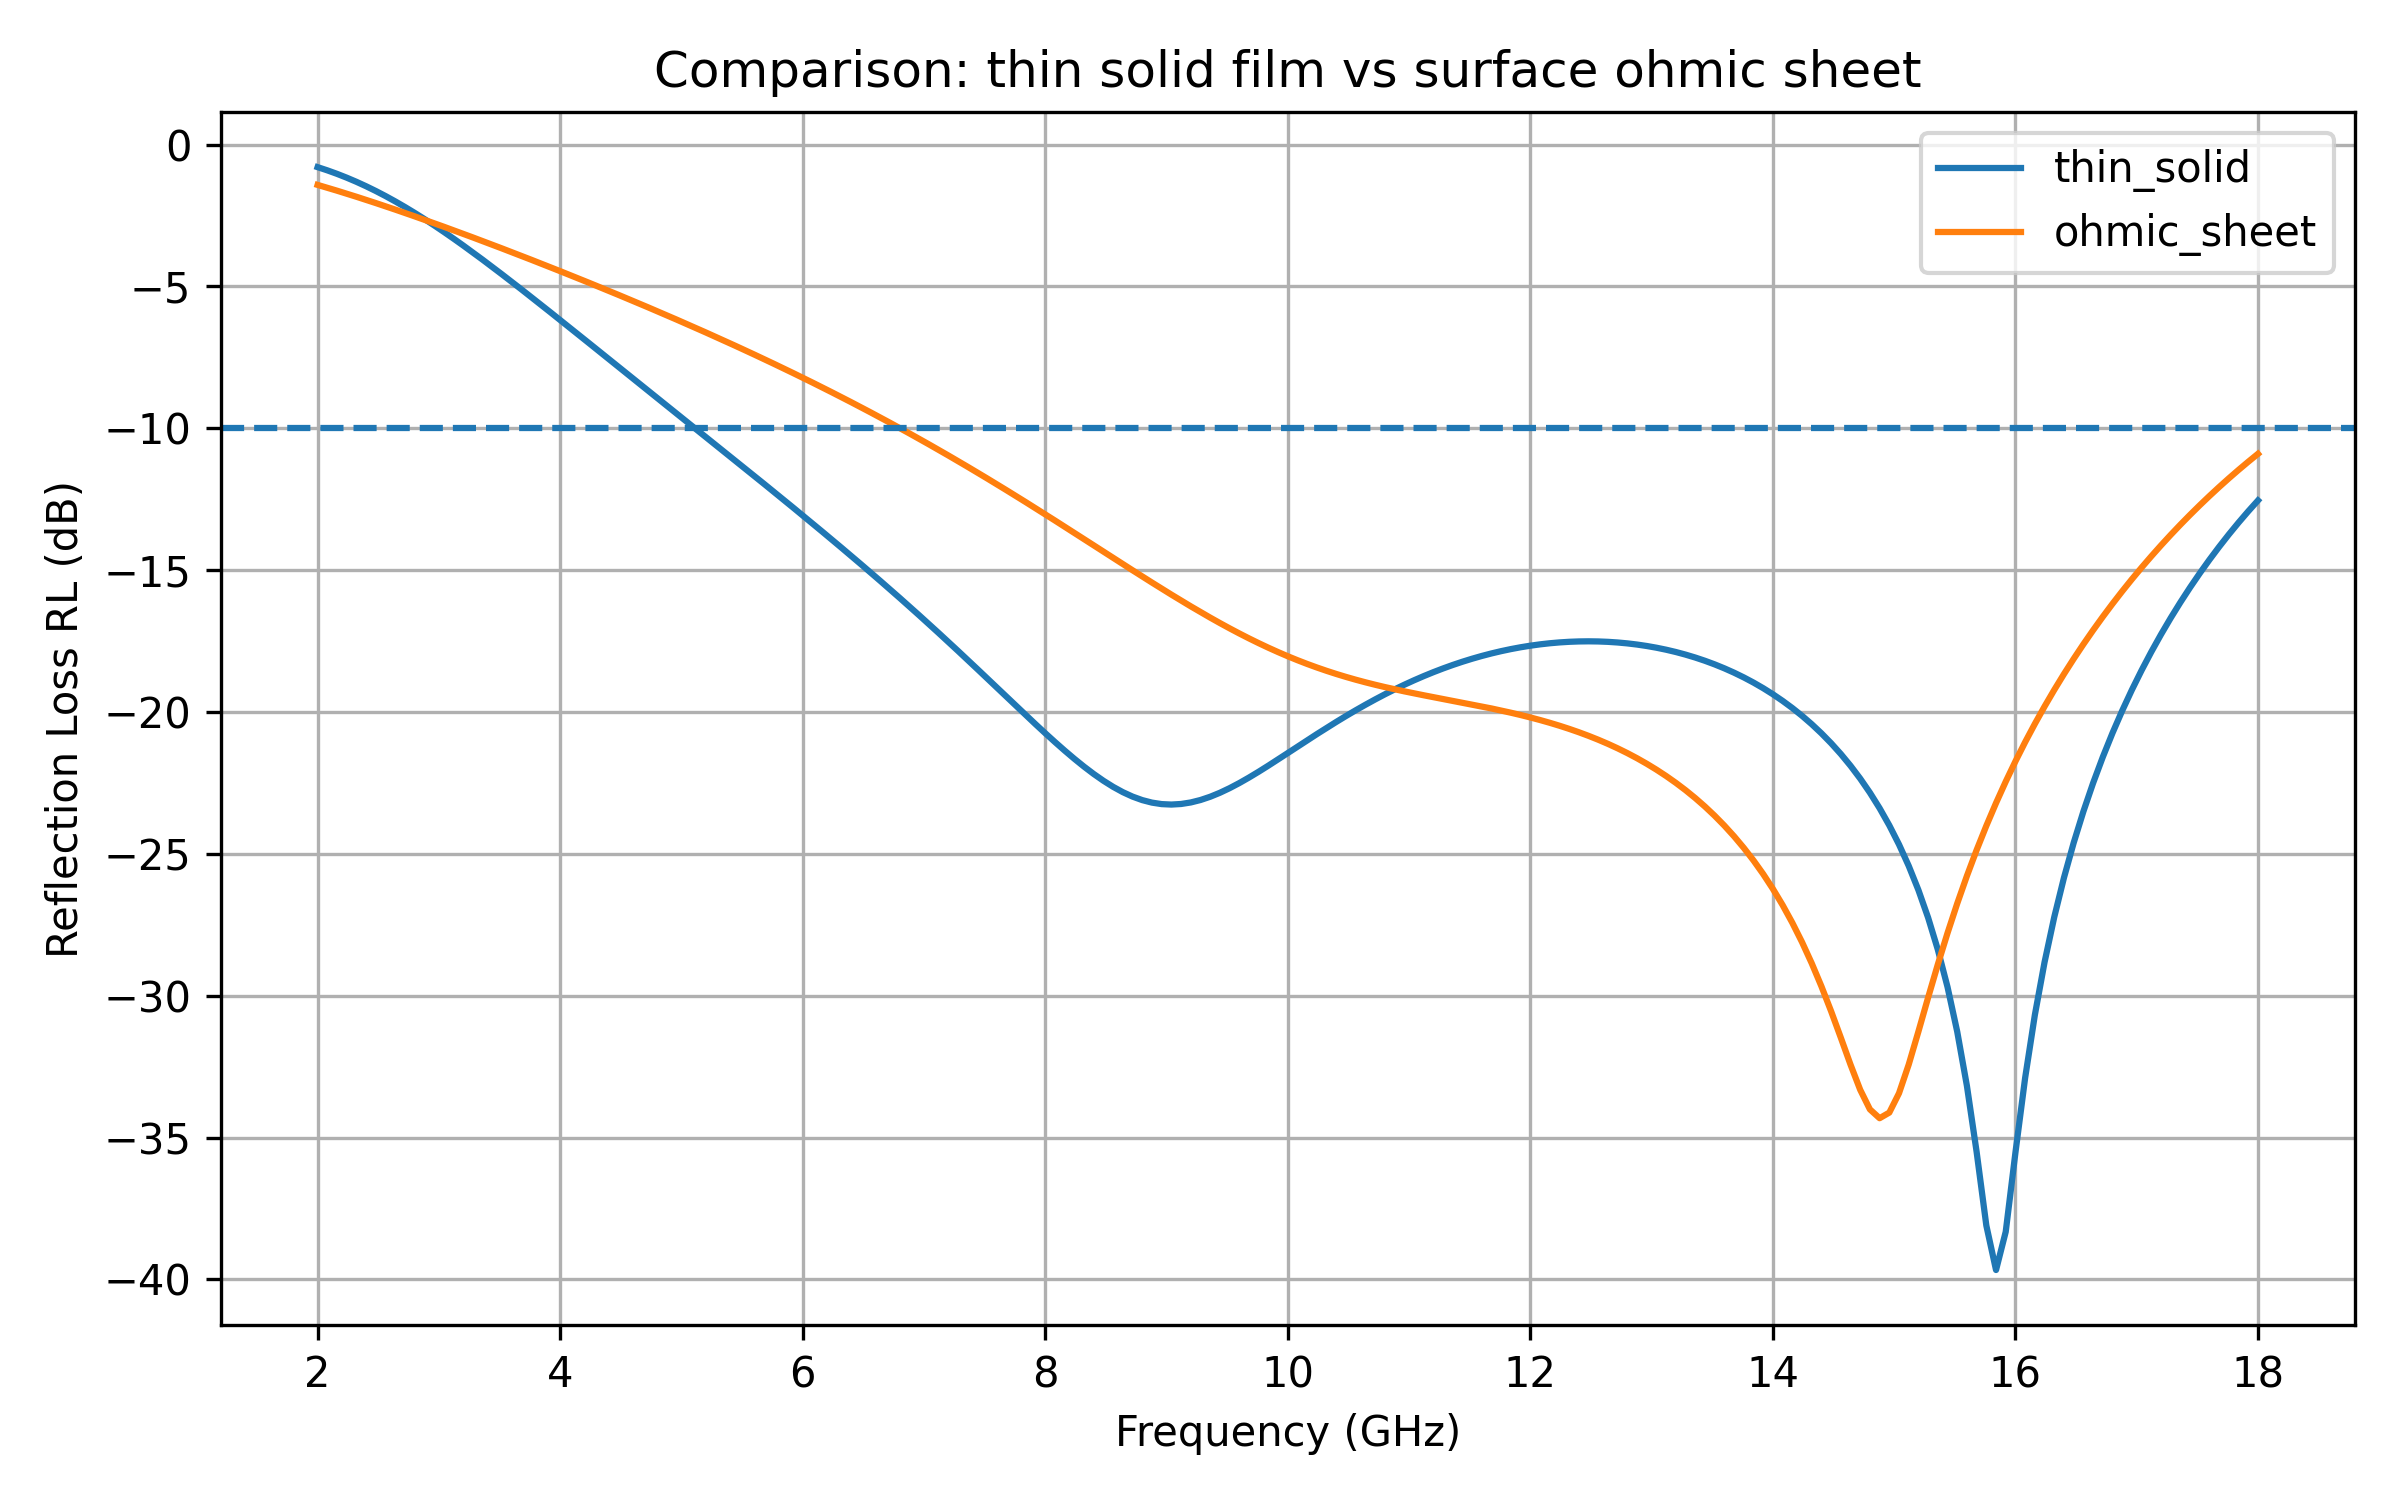 Comparison: thin solid film vs surface ohmic sheet
thin_solid
ohmic_sheet
Reflection Loss RL (dB)
0
−5
−10
−15
−20
−25
−30
−35
−40
2 4 6 8 10 12 14 16 18
Frequency (GHz)